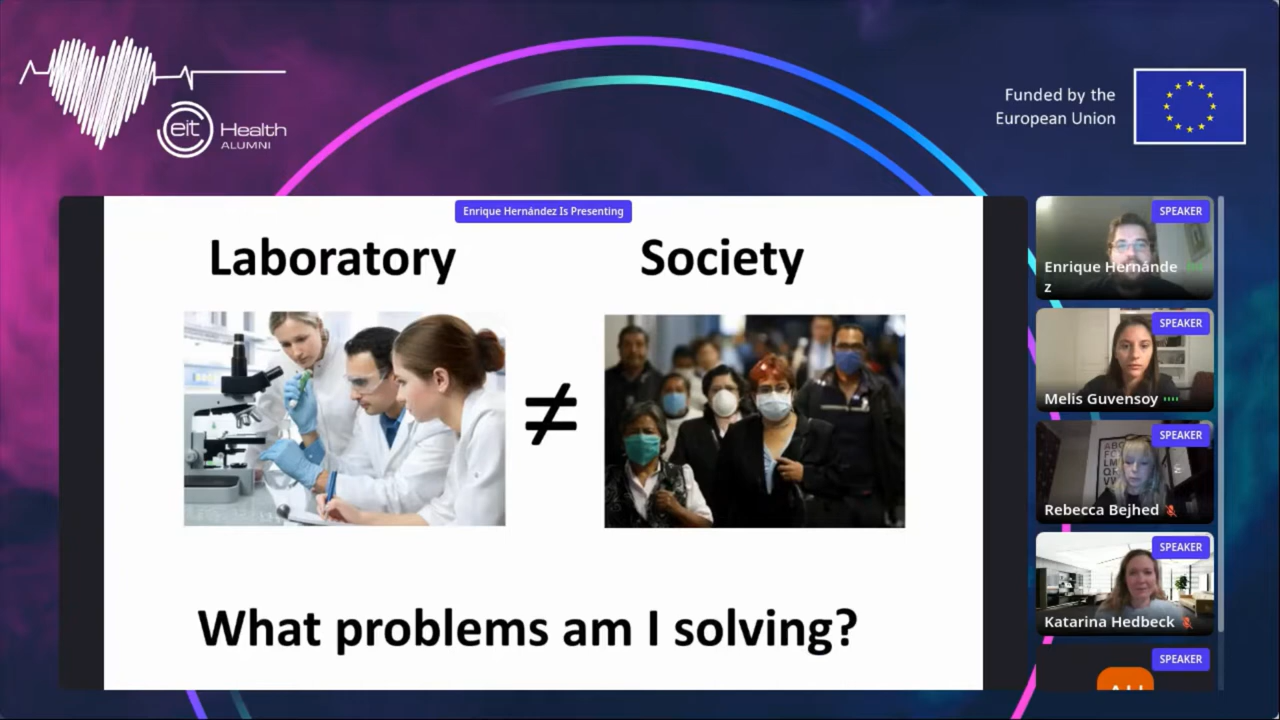 eit Health
ALUMNI
Funded by the
European Union
Enrique Hernández Is Presenting
Laboratory
Society
≠
What problems am I solving?
SPEAKER
Enrique Hernánde
z
SPEAKER
Melis Guvensoy
SPEAKER
Rebecca Bejhed
SPEAKER
Katarina Hedbeck
SPEAKER